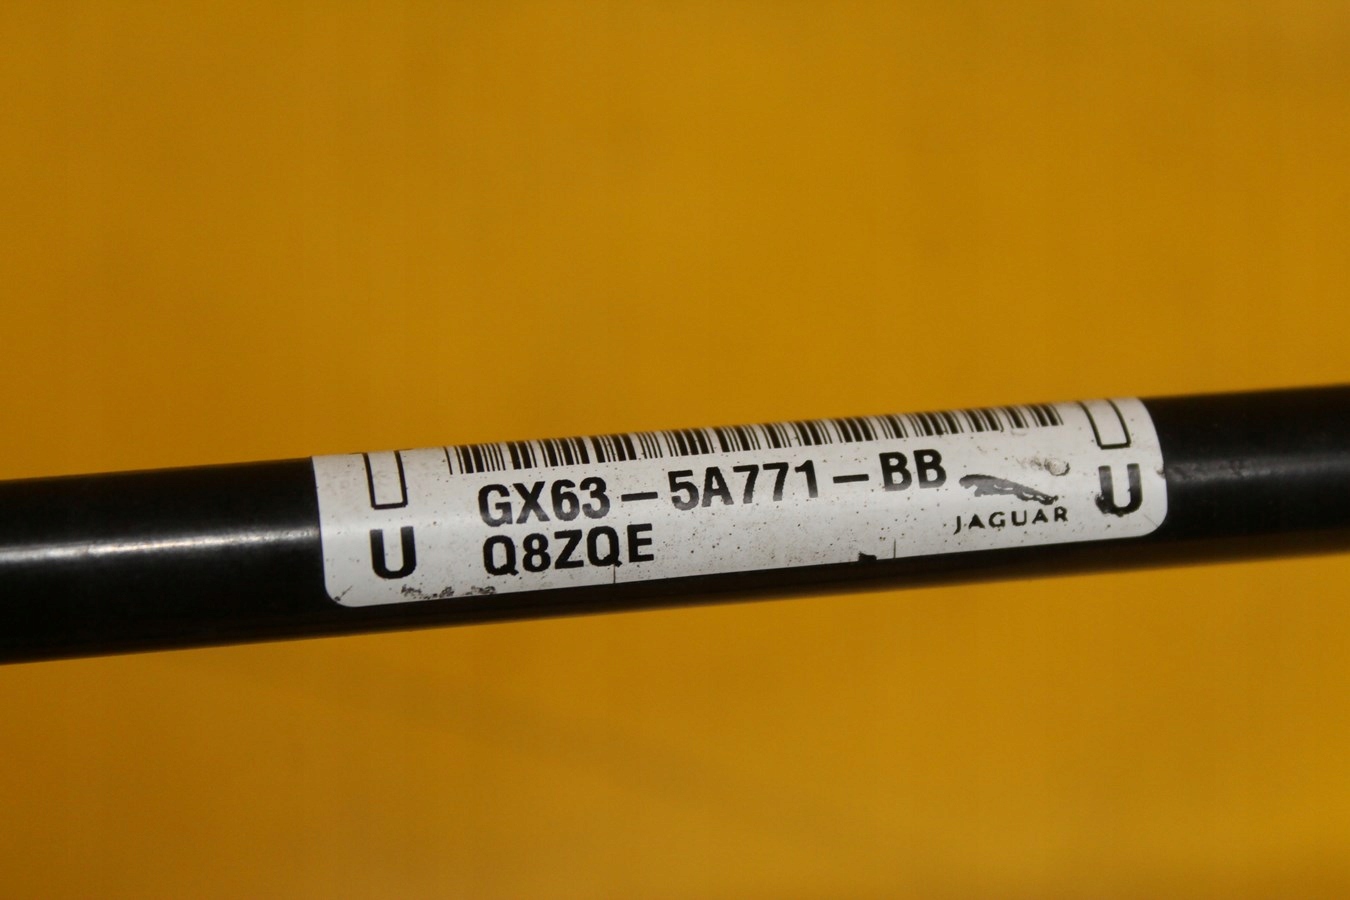 GX63-5A771-BB
Q8ZQE
JAGUAR
U
U